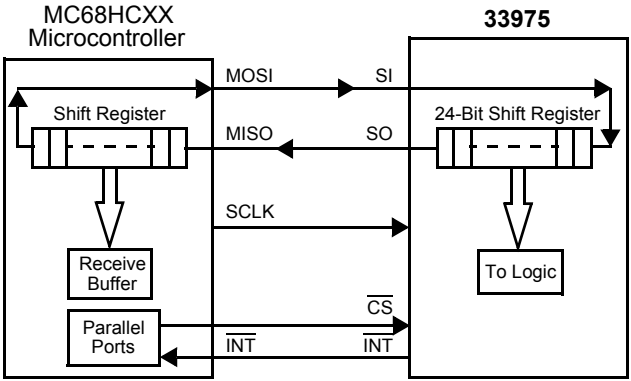 MC68HCXX
Microcontroller
33975
MOSI
SI
Shift Register
24-Bit Shift Register
MISO
SO
SCLK
Receive
Buffer
To Logic
CS
Parallel
Ports
INT
INT